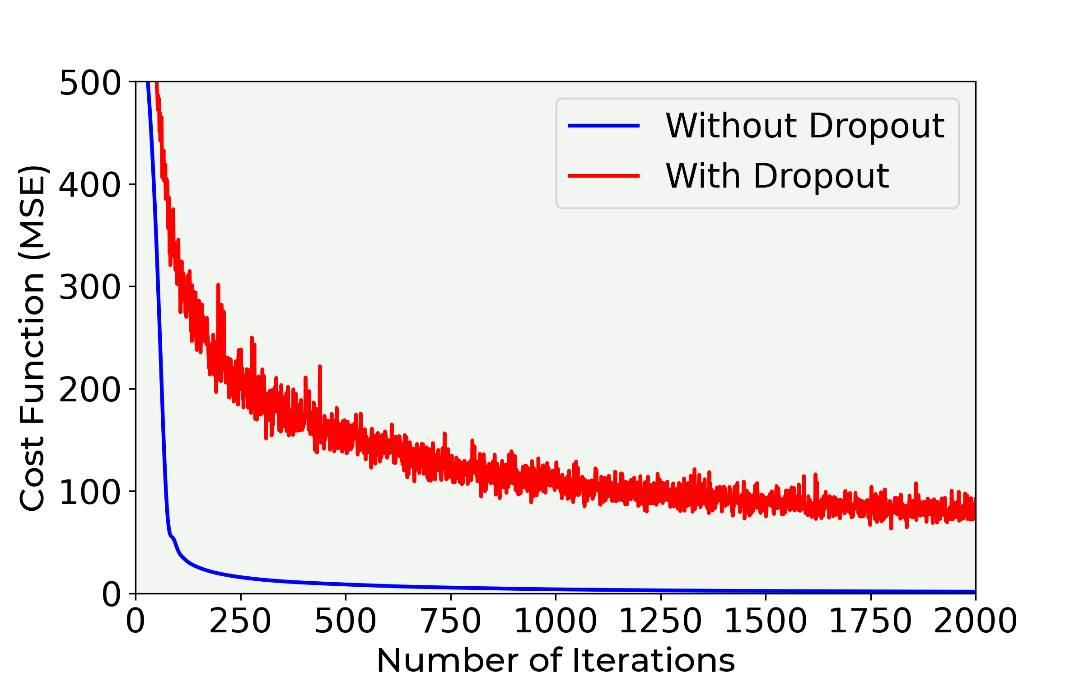 500
400
300
200
100
0
Cost Function (MSE)
Without Dropout
With Dropout
0 250 500 750 1000 1250 1500 1750 2000
Number of Iterations